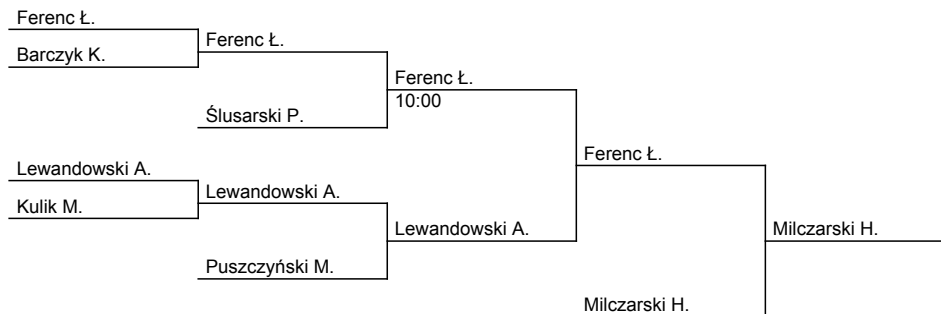 Ferenc Ł.
Barczyk K.
Ferenc Ł.
Ferenc Ł.
10:00
Ślusarski P.
Ferenc Ł.
Lewandowski A.
Kulik M.
Lewandowski A.
Lewandowski A.
Milczarski H.
Puszczyński M.
Milczarski H.